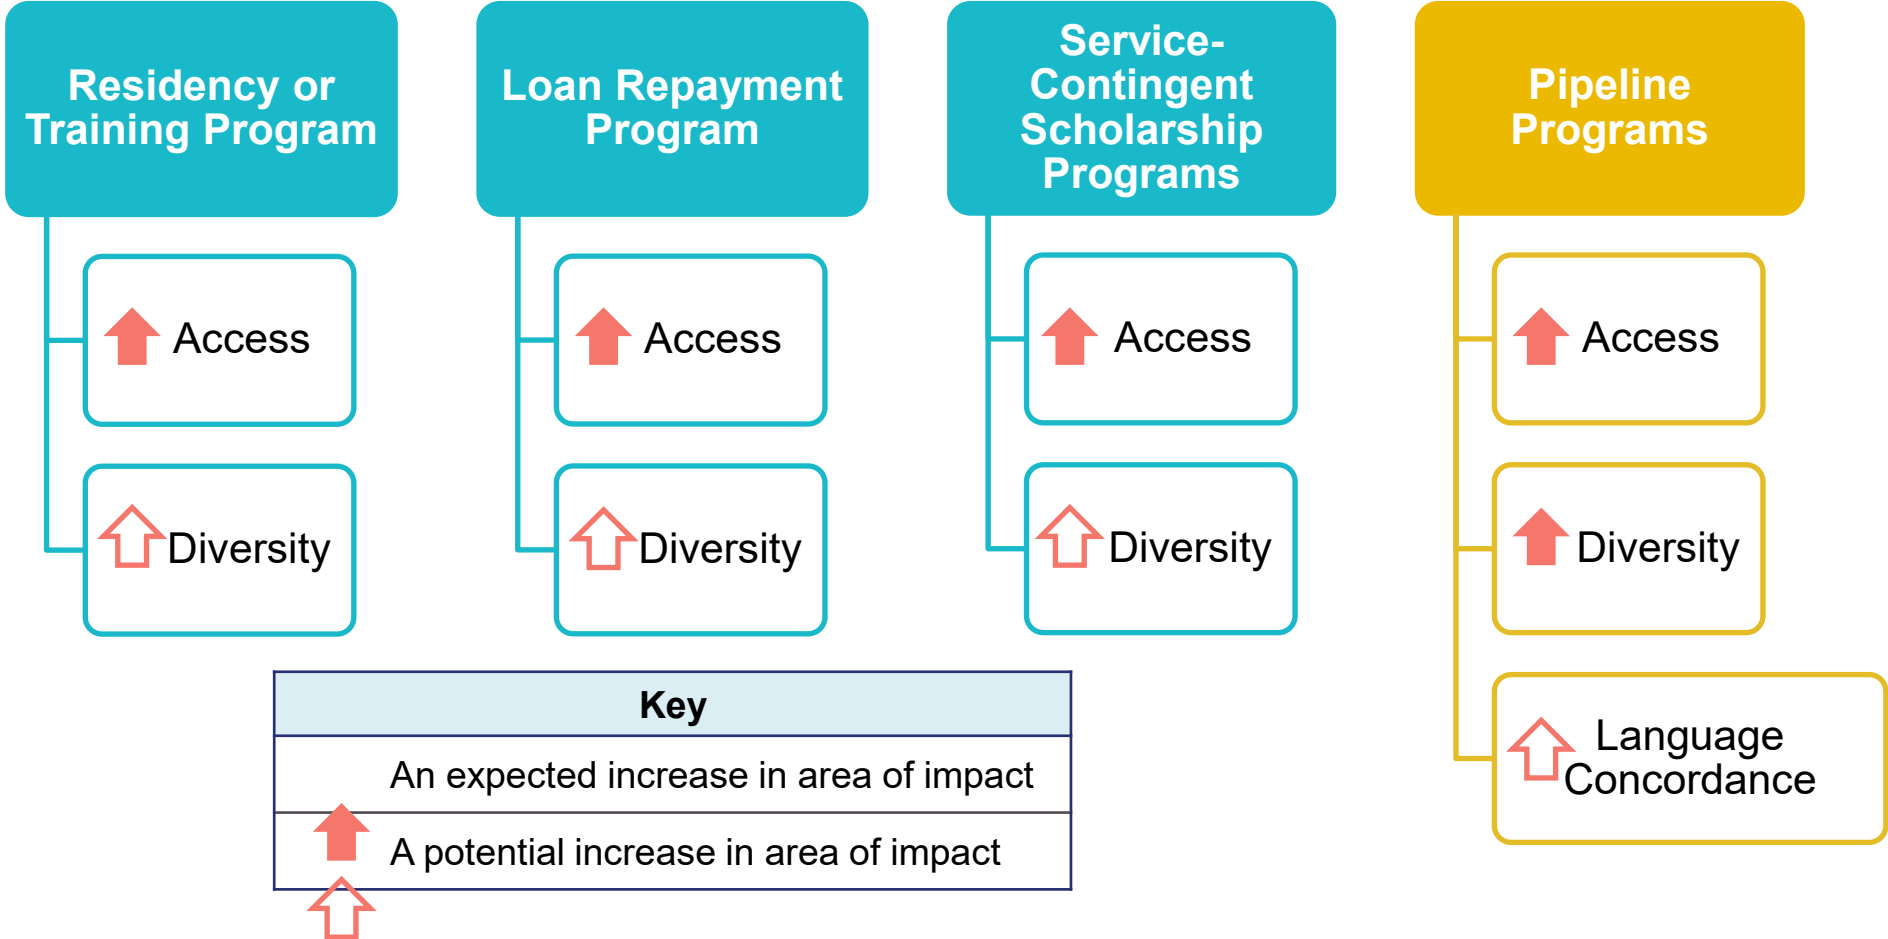 Residency or
Training Program
Access
Diversity
Loan Repayment
Program
Access
Diversity
Service-
Contingent
Scholarship
Programs
Access
Diversity
Pipeline
Programs
Access
Diversity
Language
Concordance
Key
An expected increase in area of impact
A potential increase in area of impact